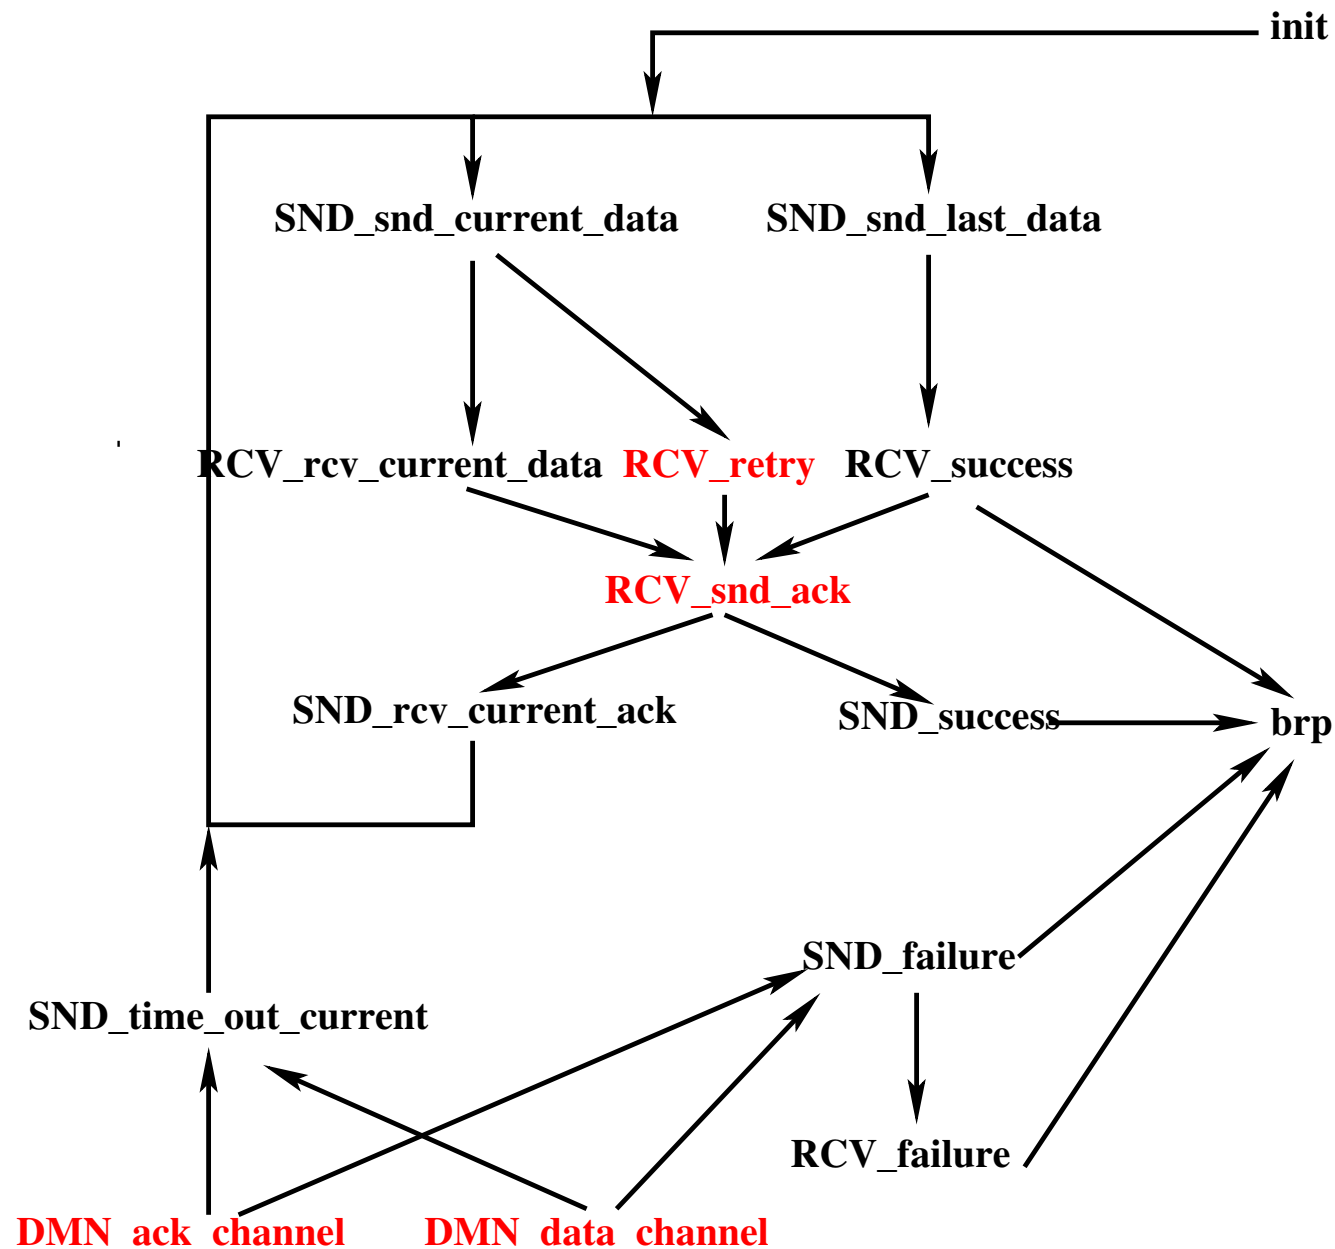 init
SND_snd_current_data
SND_snd_last_data
RCV_rcv_current_data
RCV_retry
RCV_success
RCV_snd_ack
SND_rcv_current_ack
SND_success
brp
SND_failure
SND_time_out_current
RCV_failure
DMN_ack_channel
DMN_data_channel